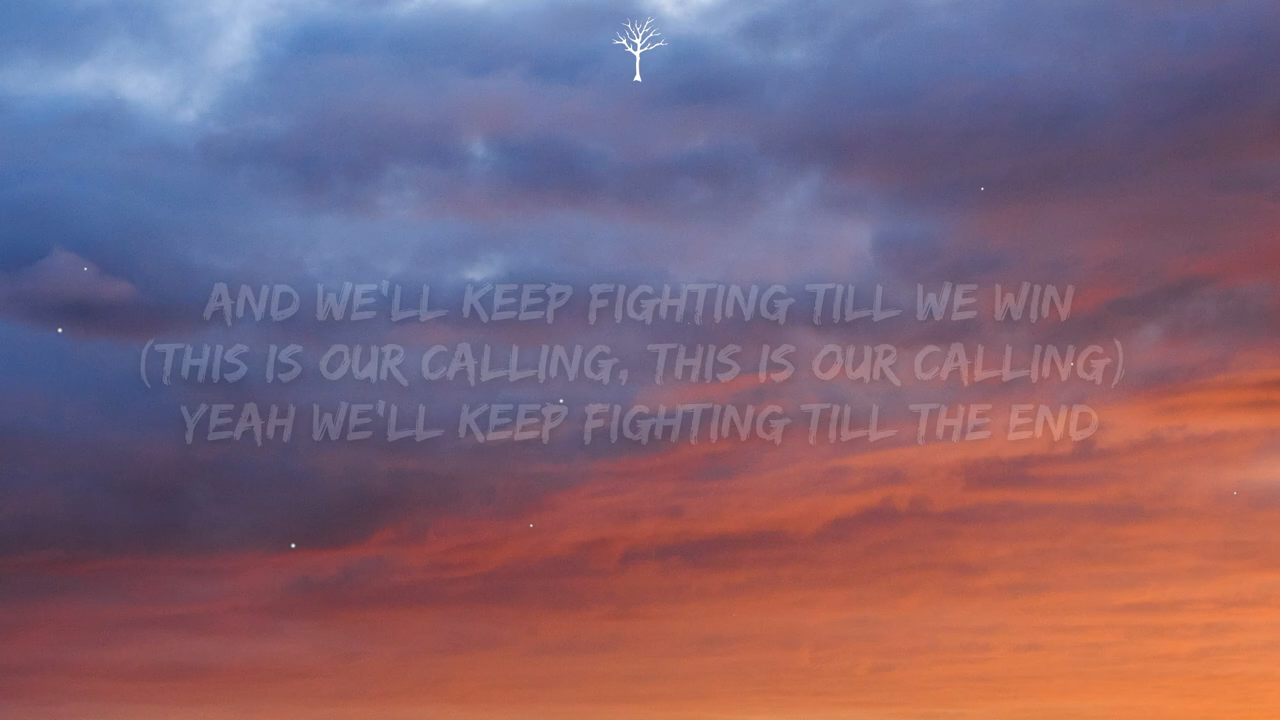 AND WE'LL KEEP FIGHTING TILL WE WIN
(THIS IS OUR CALLING, THIS IS OUR CALLING)
YEAH WE'LL KEEP FIGHTING TILL THE END